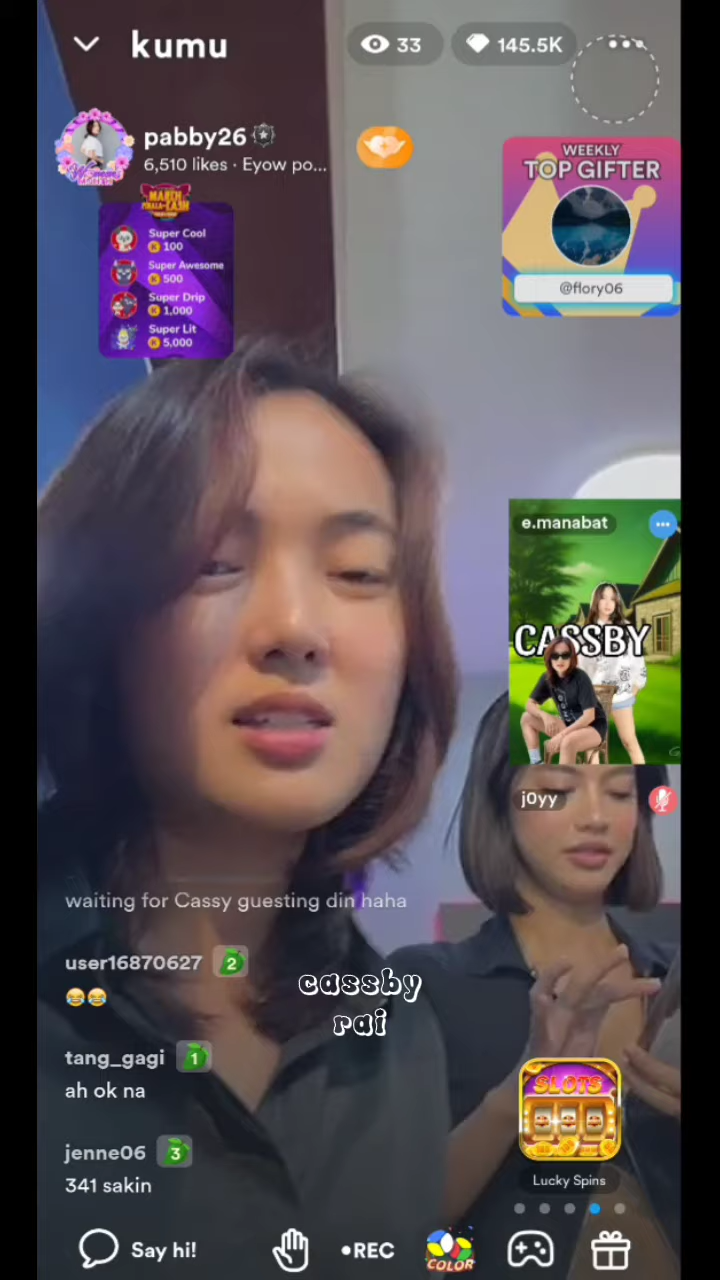 kumu
33
145.5K
pabby26
6,510 likes · Eyow po...
WEEKLY
TOP GIFTER
@flory06
MARCH
Super Cool
100
Super Awesome
500
Super Drip
1,000
Super Lit
5,000
e.manabat
CASSBY
j0yy
waiting for Cassy guesting din haha
user16870627 2
😂😂
cassby
rai
tang_gagi 1
ah ok na
jenne06 3
341 sakin
SLOTS
Lucky Spins
Say hi!
•REC
COLOR